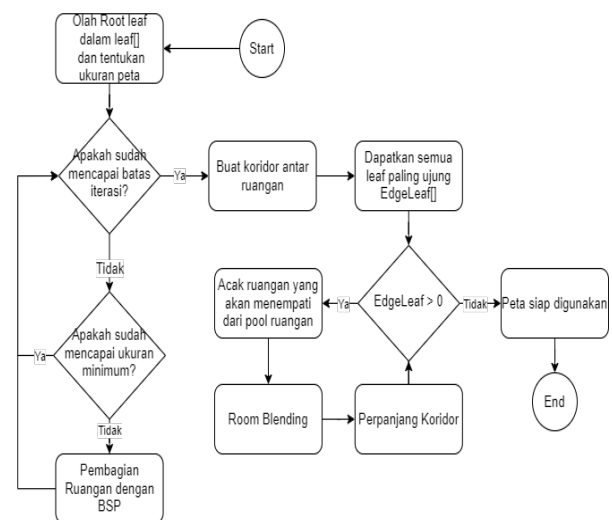 Olah Root leaf
dalam leaf[]
dan tentukan
ukuran peta
Start
Apakah sudah
mencapai batas
iterasi?
Ya
Buat koridor antar
ruangan
Dapatkan semua
leaf paling ujung
EdgeLeaf[]
Tidak
Acak ruangan yang
akan menempati
dari pool ruangan
Ya
EdgeLeaf > 0
Tidak
Peta siap digunakan
Apakah sudah
mencapai ukuran
minimum?
Ya
Room Blending
Perpanjang Koridor
End
Tidak
Pembagian
Ruangan dengan
BSP